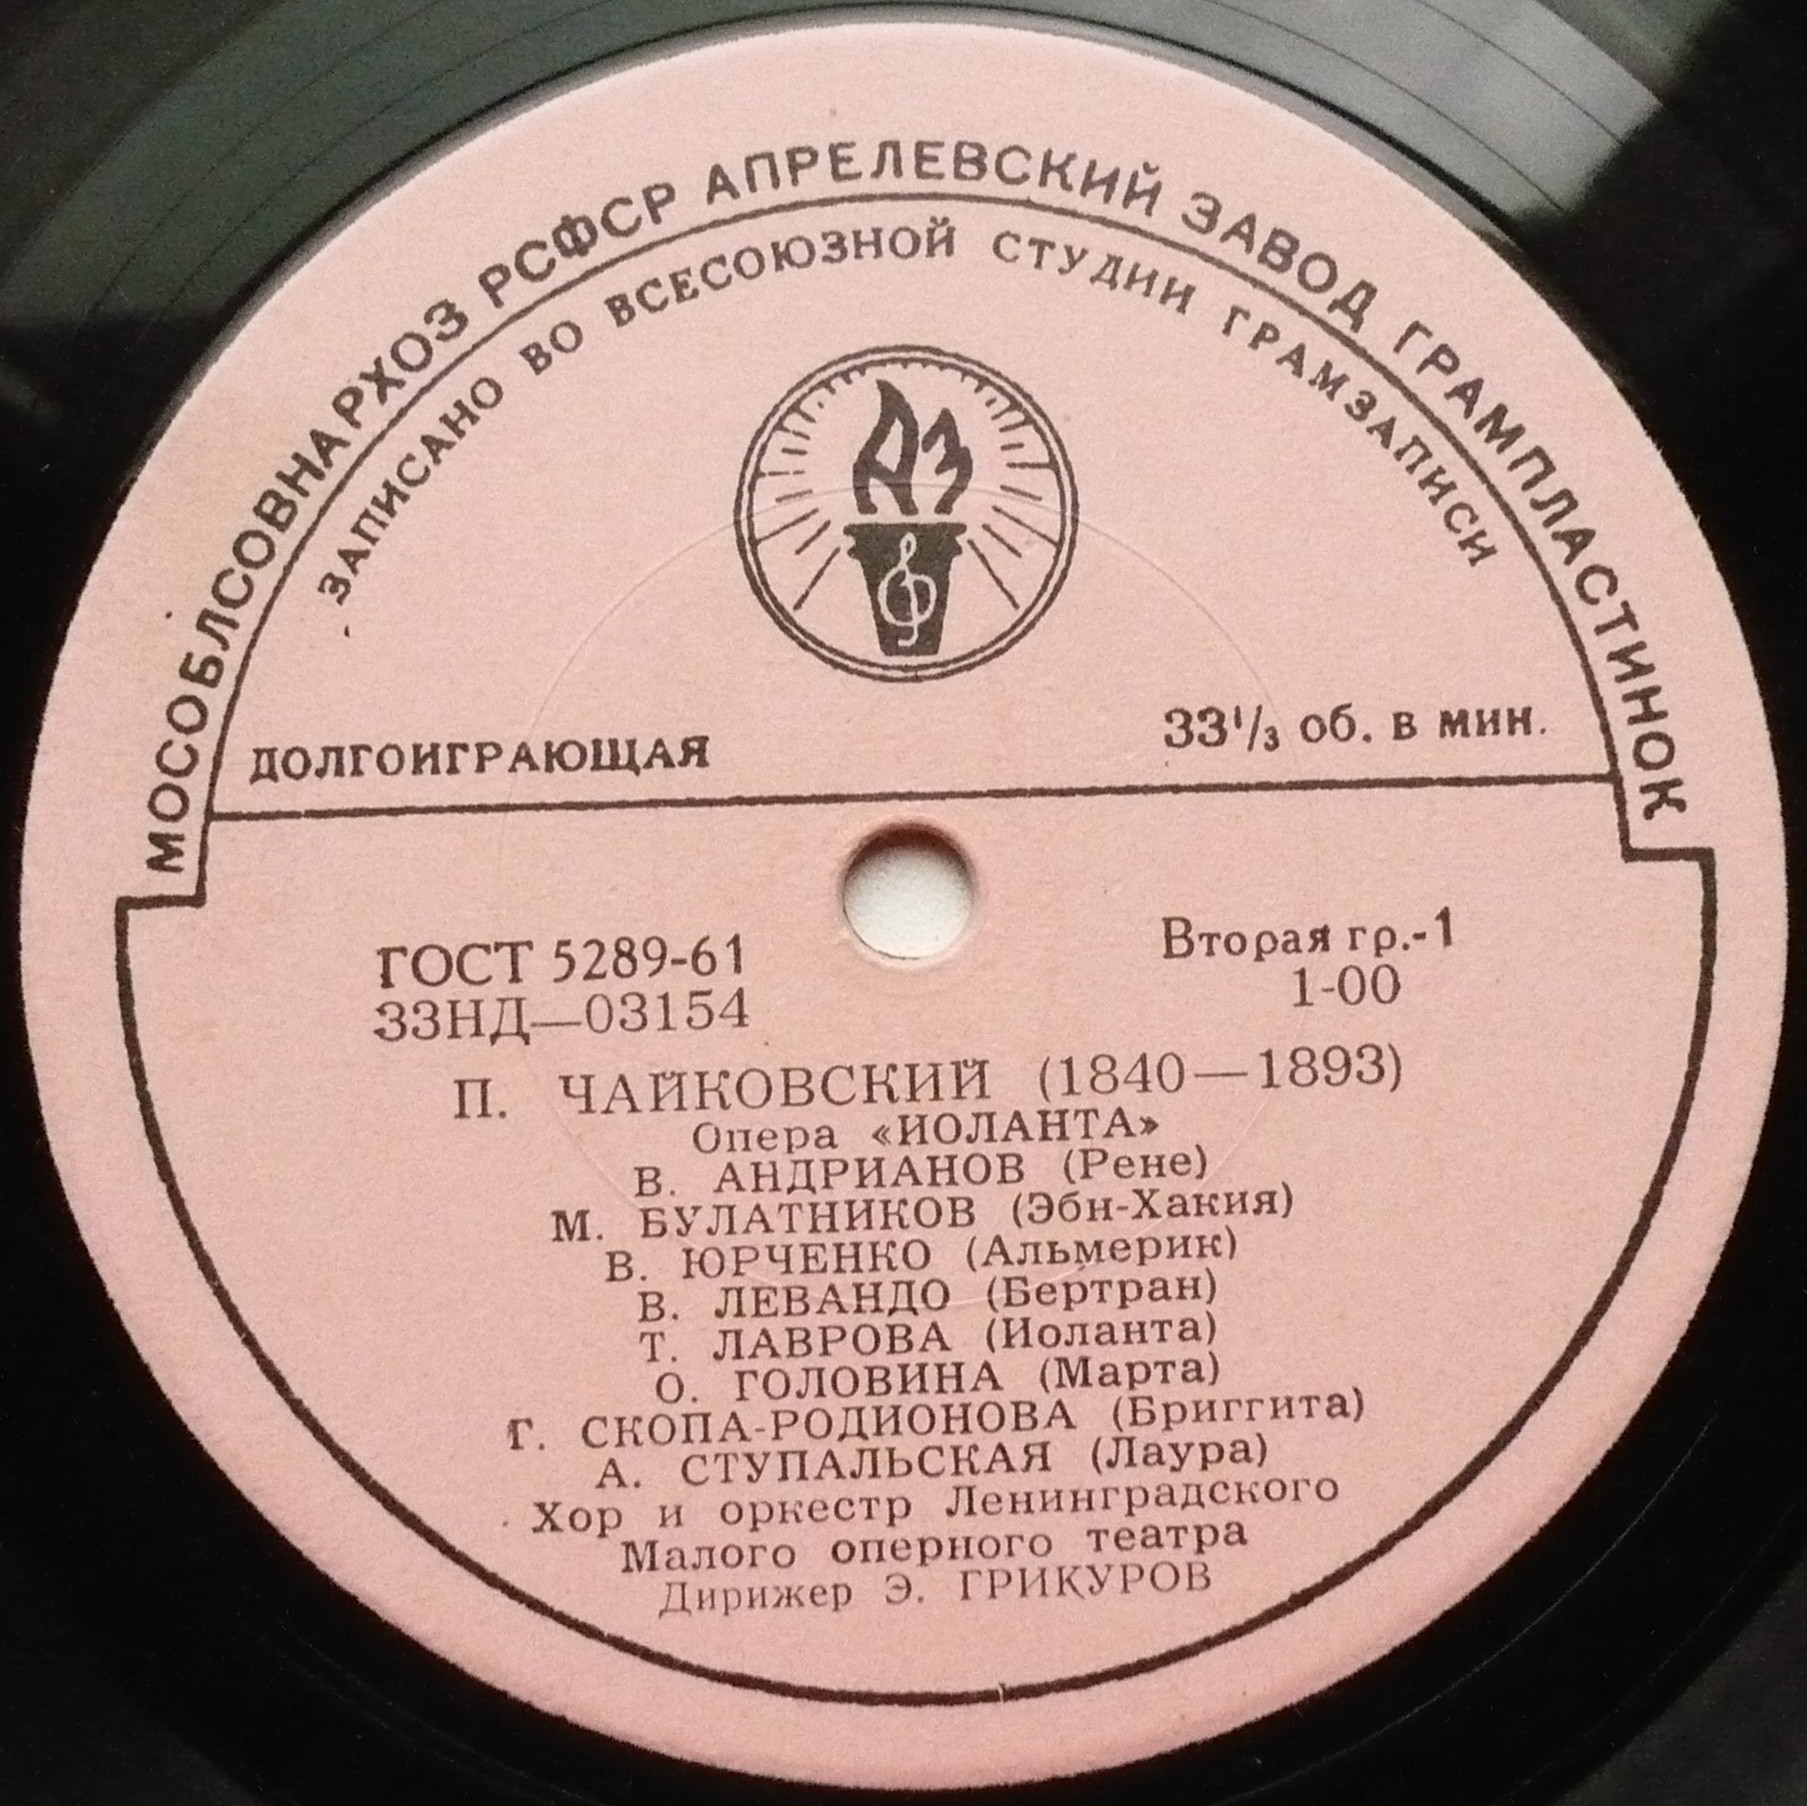 МОСОБЛСОВНАРХОЗ РСФСР АПРЕЛЕВСКИЙ ЗАВОД ГРАМПЛАСТИНОК
ЗАПИСАНО ВО ВСЕСОЮЗНОЙ СТУДИИ ГРАМЗАПИСИ
АЗ
ДОЛГОИГРАЮЩАЯ
33⅓ об. в мин.
ГОСТ 5289-61
Вторая гр.-1
33НД—03154
1-00
П. ЧАЙКОВСКИЙ (1840—1893)
Опера «ИОЛАНТА»
В. АНДРИАНОВ (Рене)
М. БУЛАТНИКОВ (Эбн-Хакия)
В. ЮРЧЕНКО (Альмерик)
В. ЛЕВАНДО (Бертран)
Т. ЛАВРОВА (Иоланта)
О. ГОЛОВИНА (Марта)
Г. СКОПА-РОДИОНОВА (Бриггита)
А. СТУПАЛЬСКАЯ (Лаура)
Хор и оркестр Ленинградского
Малого оперного театра
Дирижер Э. ГРИКУРОВ